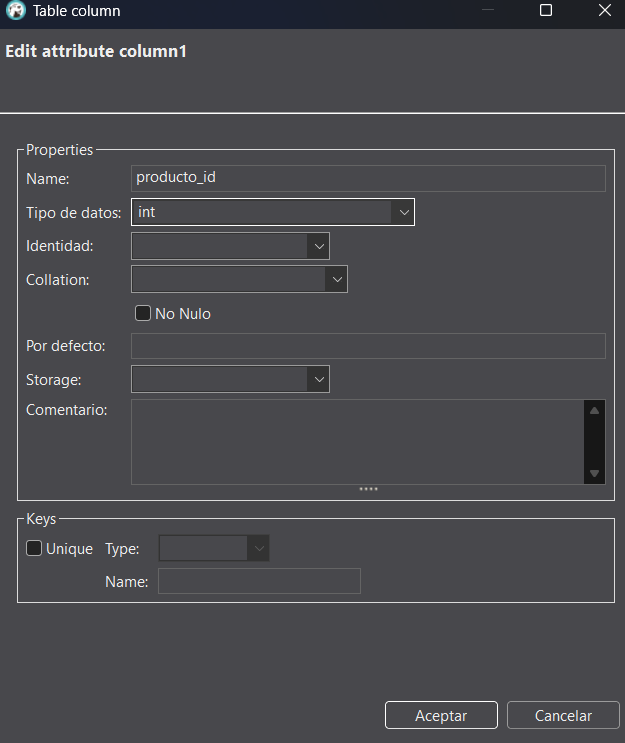 Table column
Edit attribute column1
Properties
Name: producto_id
Tipo de datos: int
Identidad:
Collation:
No Nulo
Por defecto:
Storage:
Comentario:
Keys
Unique Type:
Name:
Aceptar Cancelar